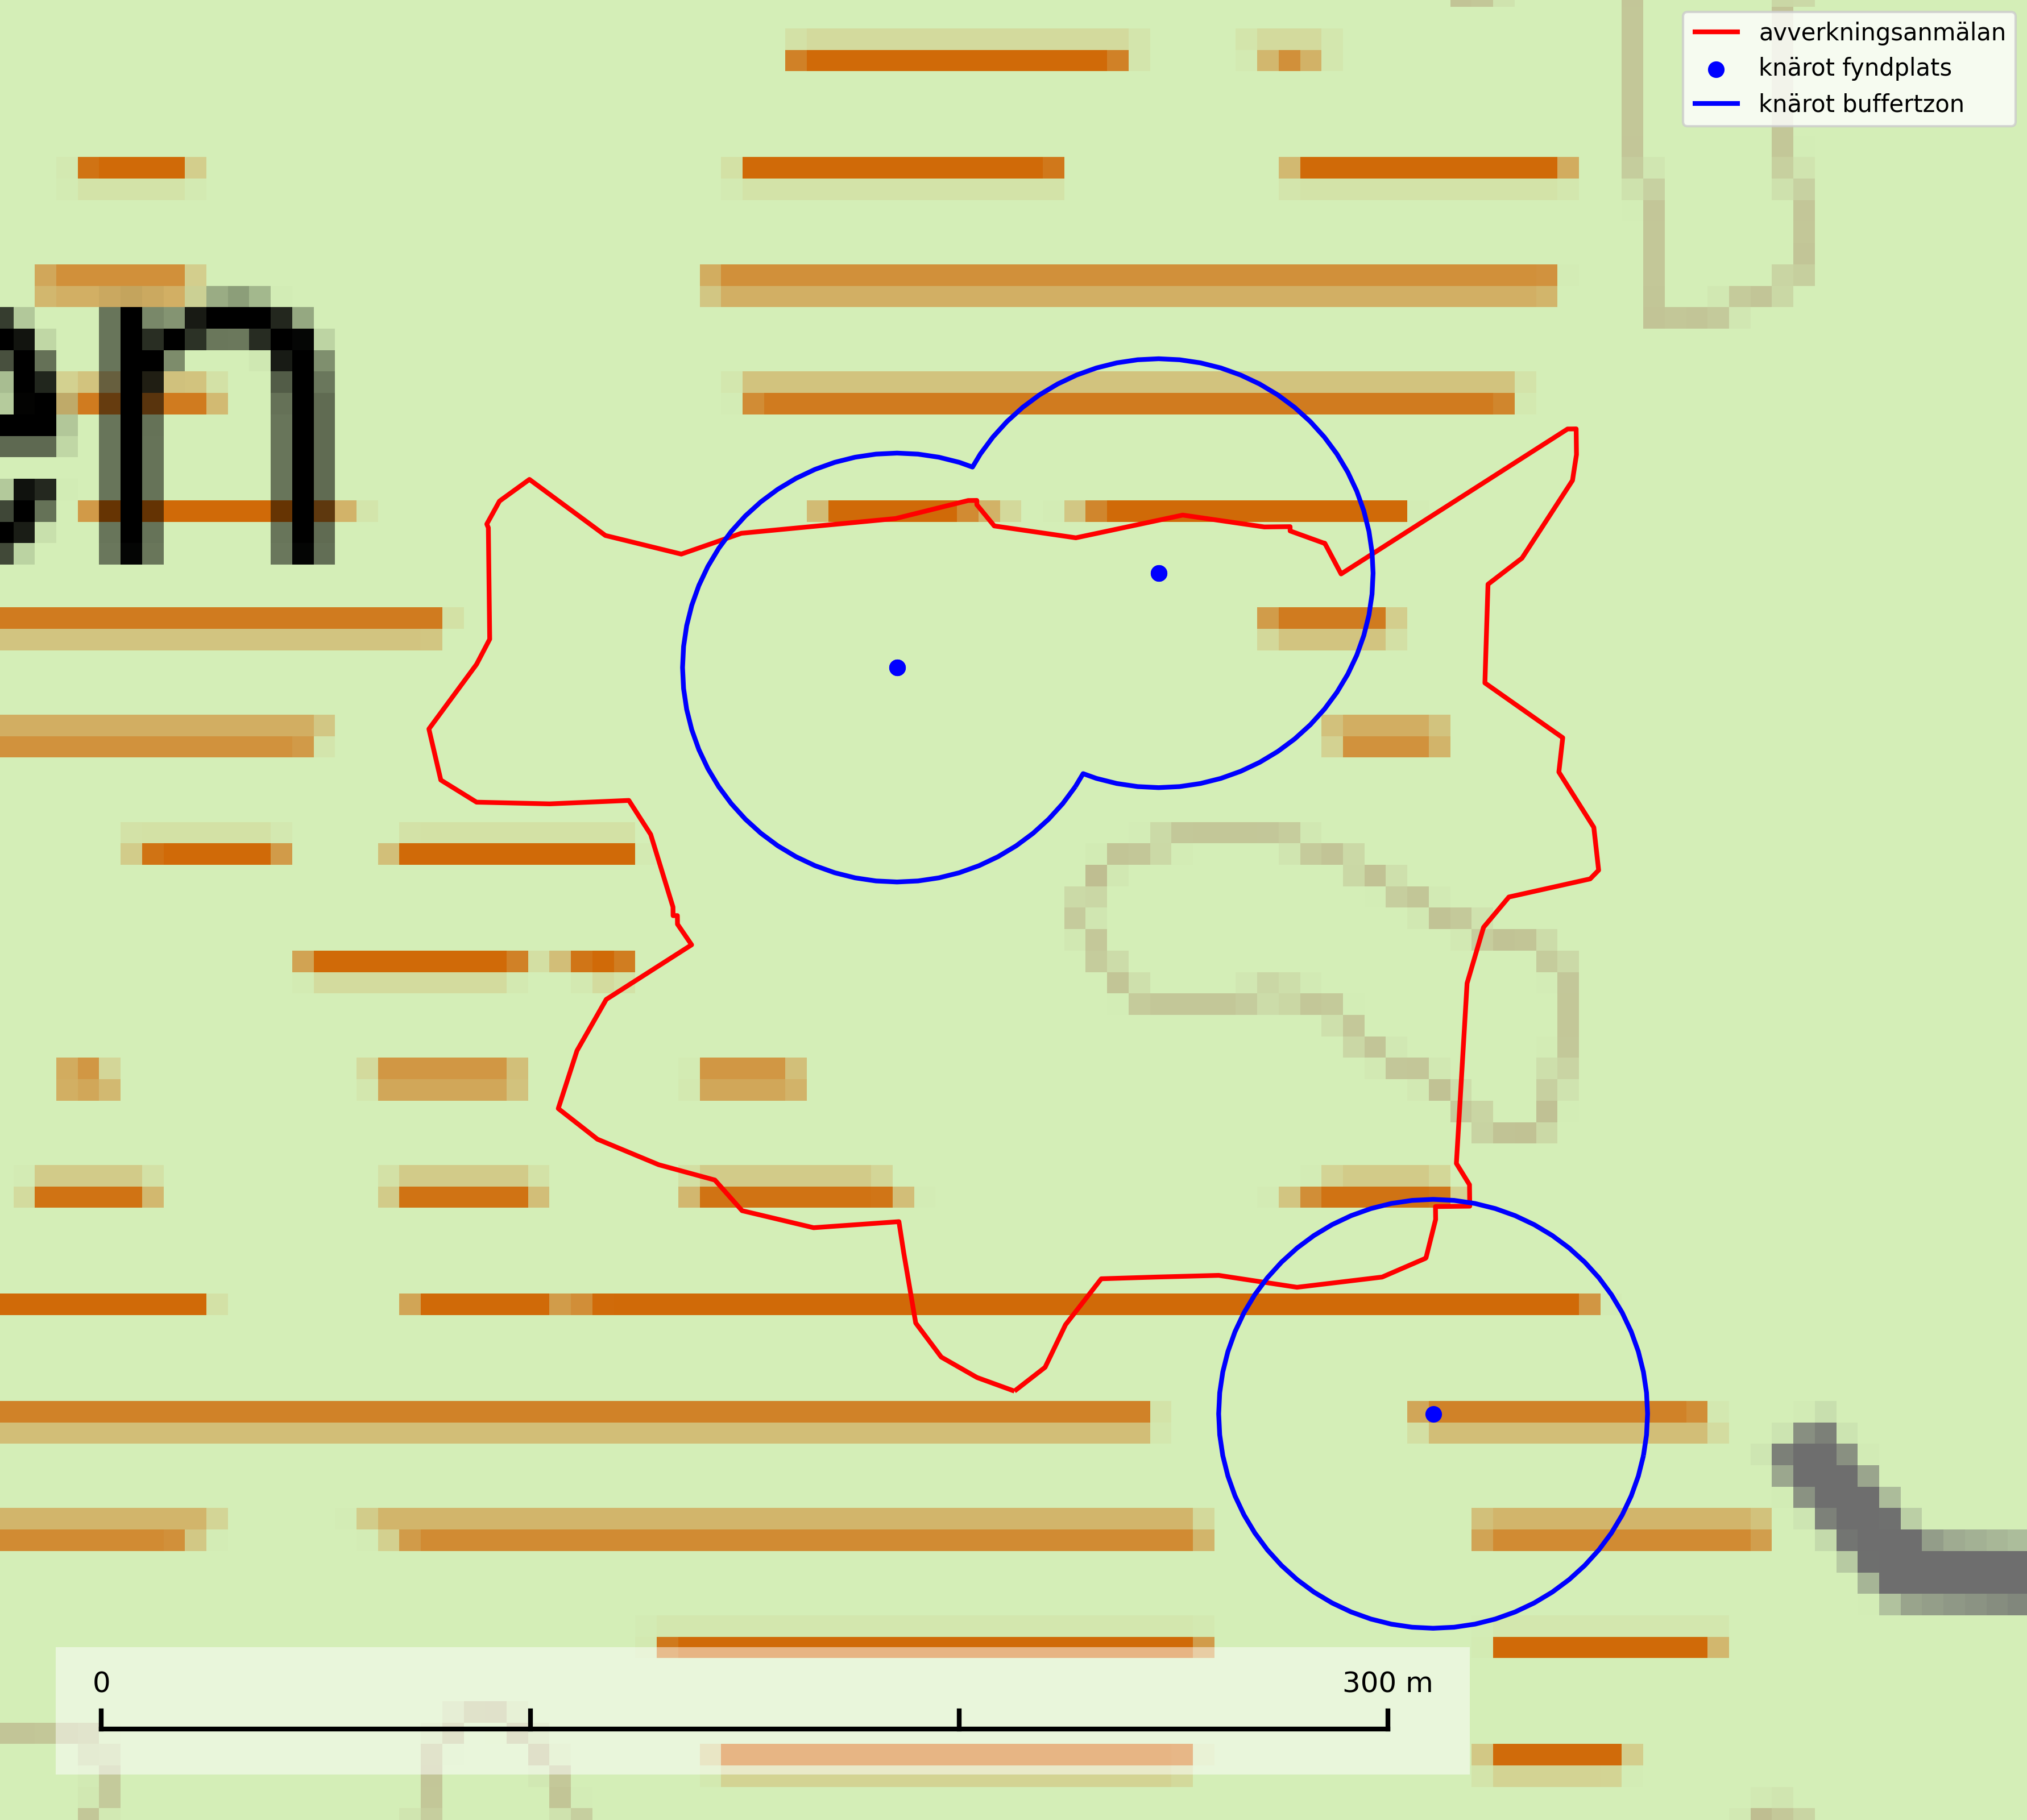 avverkningsanmälan
knärot fyndplats
knärot buffertzon
n
0 300 m